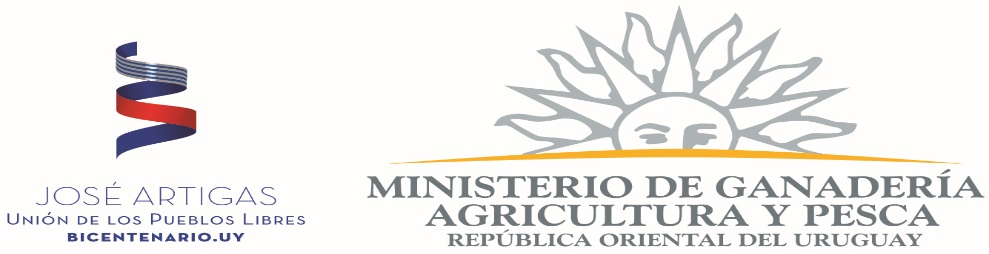 JOSÉ ARTIGAS
UNIÓN DE LOS PUEBLOS LIBRES
BICENTENARIO.UY
MINISTERIO DE GANADERÍA
AGRICULTURA Y PESCA
REPÚBLICA ORIENTAL DEL URUGUAY